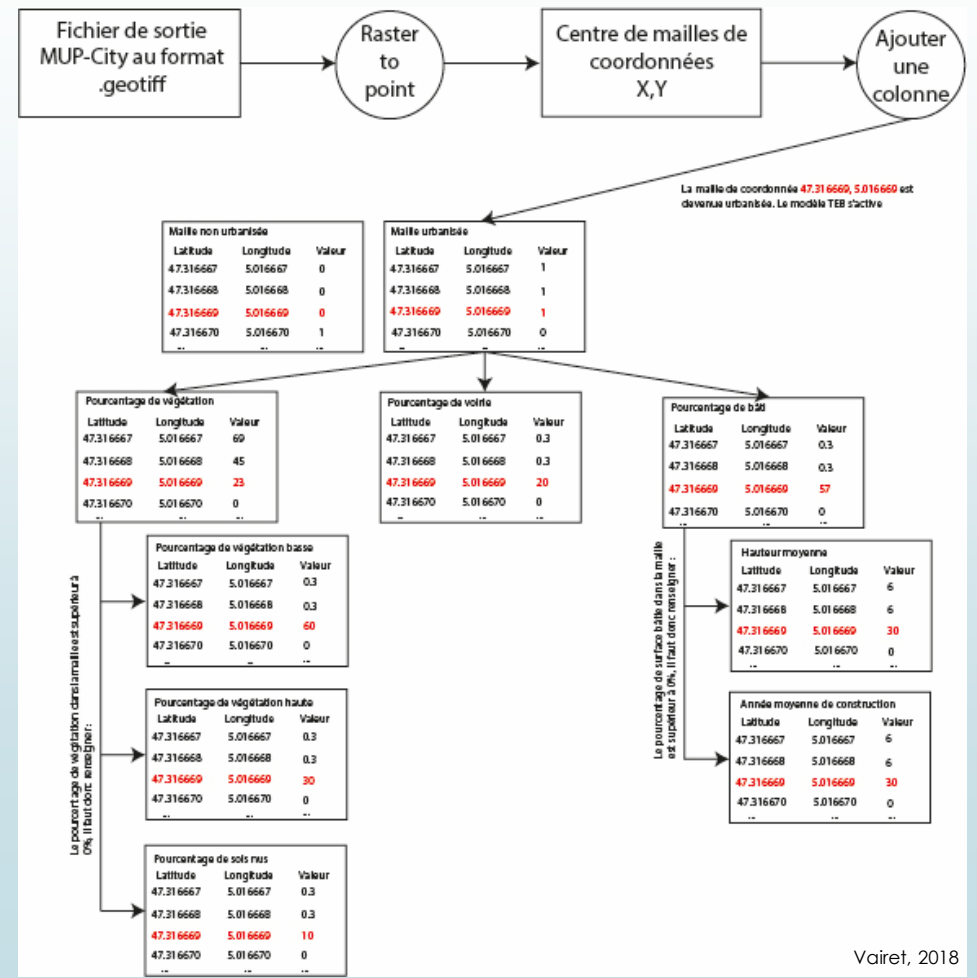 Fichier de sortie
MUP-City au format
.geotiff
Raster
to
point
Centre de mailles de
coordonnées
X,Y
Ajouter
une
colonne
La maille de coordonnée 47.316669, 5.016669 est
devenue urbanisée. Le modèle TEB s'active
Maille non urbanisée
Latitude Longitude Valeur
47.316667 5.016667 0
47.316668 5.016668 0
47.316669 5.016669 0
47.316670 5.016670 1
Maille urbanisée
Latitude Longitude Valeur
47.316667 5.016667 1
47.316668 5.016668 1
47.316669 5.016669 1
47.316670 5.016670 0
Pourcentage de végétation
Latitude Longitude Valeur
47.316667 5.016667 69
47.316668 5.016668 45
47.316669 5.016669 23
47.316670 5.016670 0
Pourcentage de voirie
Latitude Longitude Valeur
47.316667 5.016667 0.3
47.316668 5.016668 0.3
47.316669 5.016669 20
47.316670 5.016670 0
Pourcentage de bâti
Latitude Longitude Valeur
47.316667 5.016667 0.3
47.316668 5.016668 0.3
47.316669 5.016669 57
47.316670 5.016670 0
Le pourcentage de végétation dans la maille est supérieur à
0%, il faut donc renseigner :
Pourcentage de végétation basse
Latitude Longitude Valeur
47.316667 5.016667 0.3
47.316668 5.016668 0.3
47.316669 5.016669 60
47.316670 5.016670 0
Pourcentage de végétation haute
Latitude Longitude Valeur
47.316667 5.016667 0.3
47.316668 5.016668 0.3
47.316669 5.016669 30
47.316670 5.016670 0
Pourcentage de sols nus
Latitude Longitude Valeur
47.316667 5.016667 0.3
47.316668 5.016668 0.3
47.316669 5.016669 10
47.316670 5.016670 0
Le pourcentage de surface bâtie dans la maille
est supérieur à 0%, il faut donc renseigner :
Hauteur moyenne
Latitude Longitude Valeur
47.316667 5.016667 6
47.316668 5.016668 6
47.316669 5.016669 30
47.316670 5.016670 0
Année moyenne de construction
Latitude Longitude Valeur
47.316667 5.016667 6
47.316668 5.016668 6
47.316669 5.016669 30
47.316670 5.016670 0
Vairet, 2018